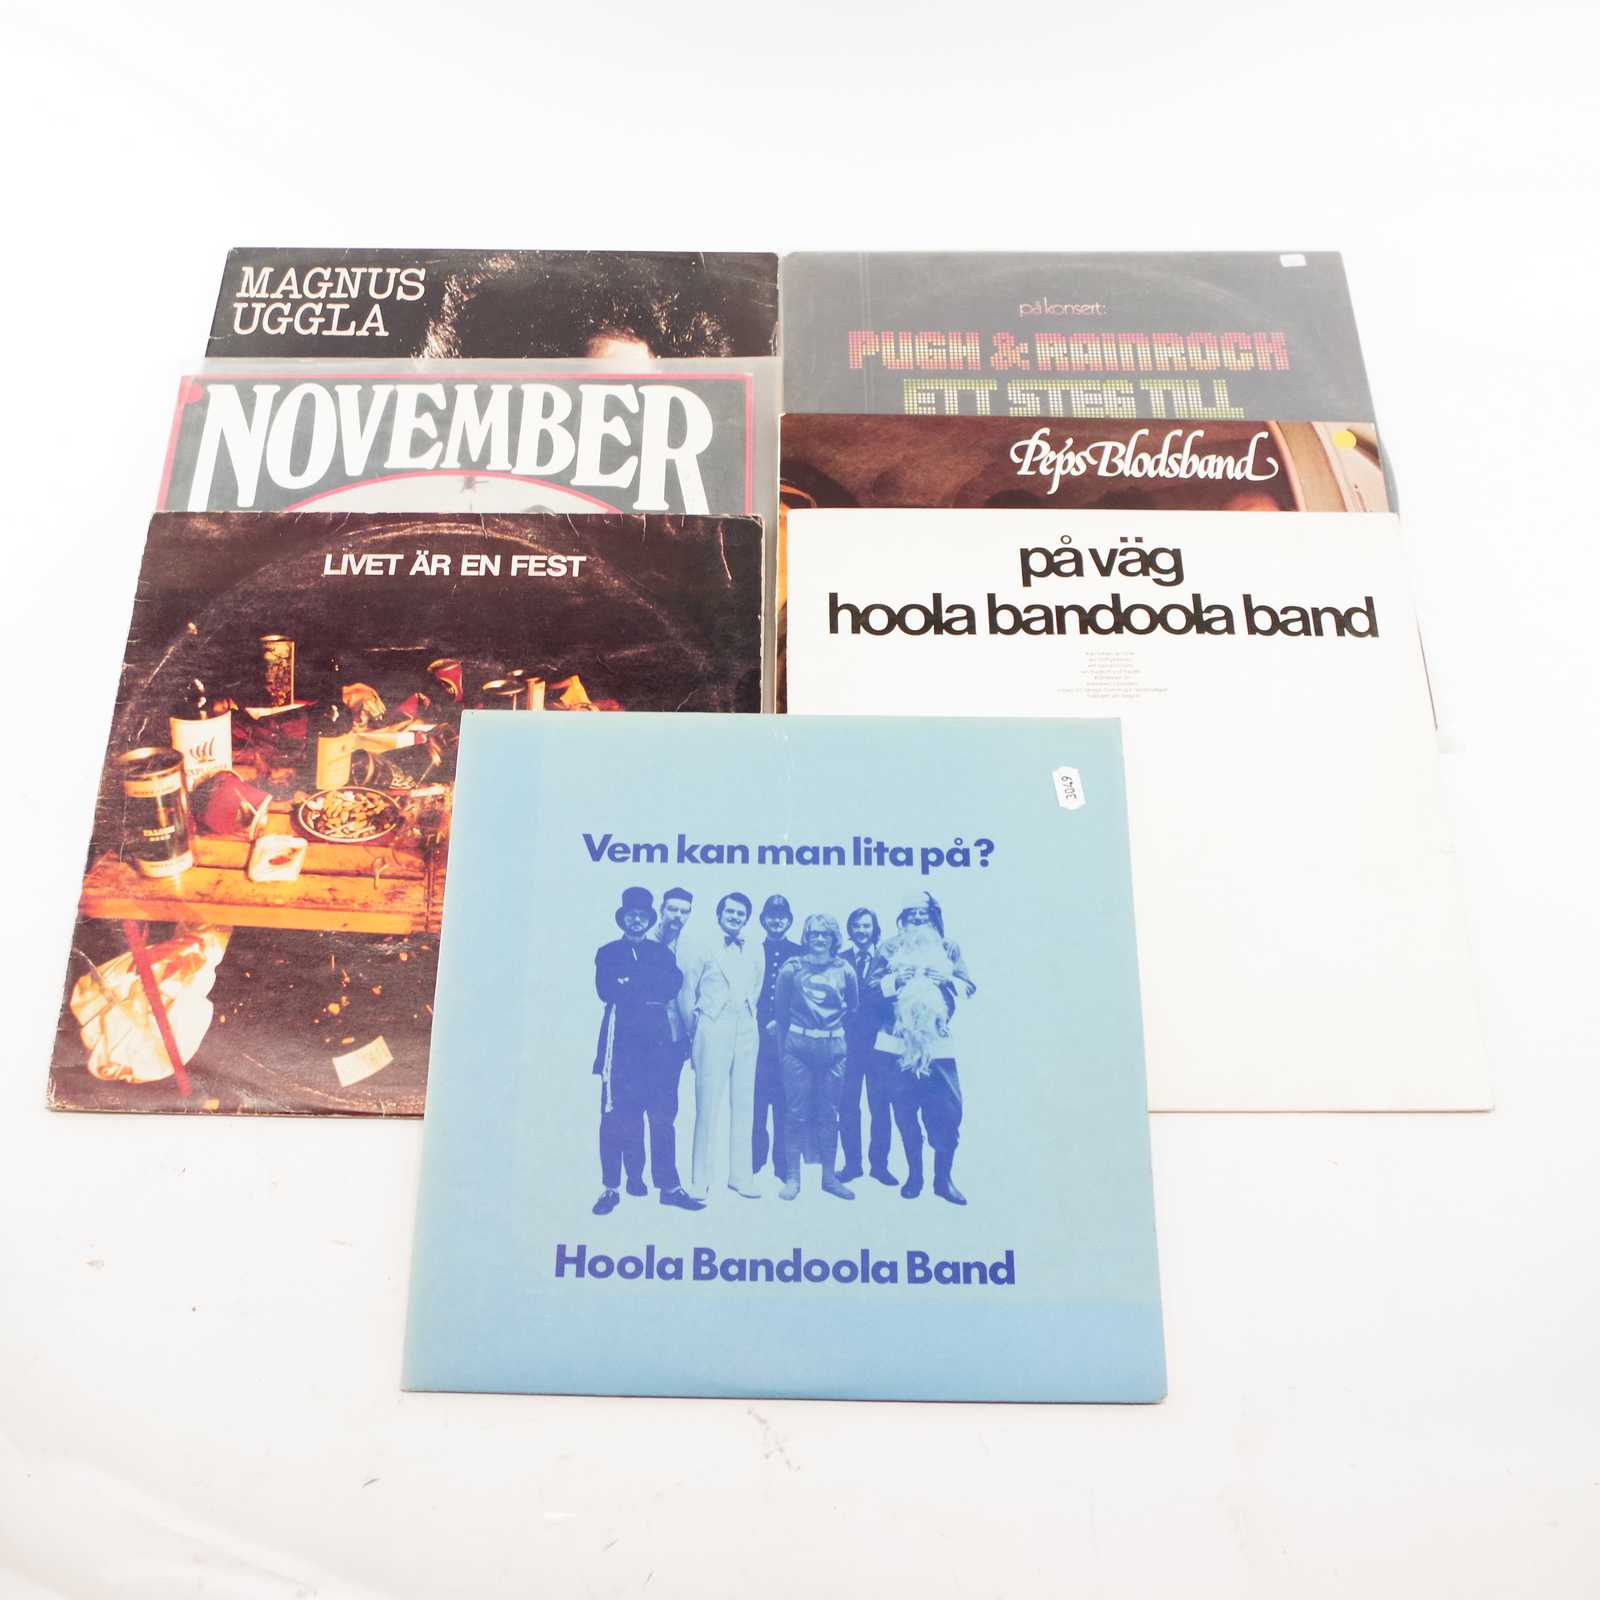 MAGNUS
UGGLA
på konsert:
PUGH & RAINROCK
ETT STEG TILL
NOVEMBER
Peps Blodsband
LIVET ÄR EN FEST
på väg
hoola bandoola band
3049
Vem kan man lita på?
Hoola Bandoola Band